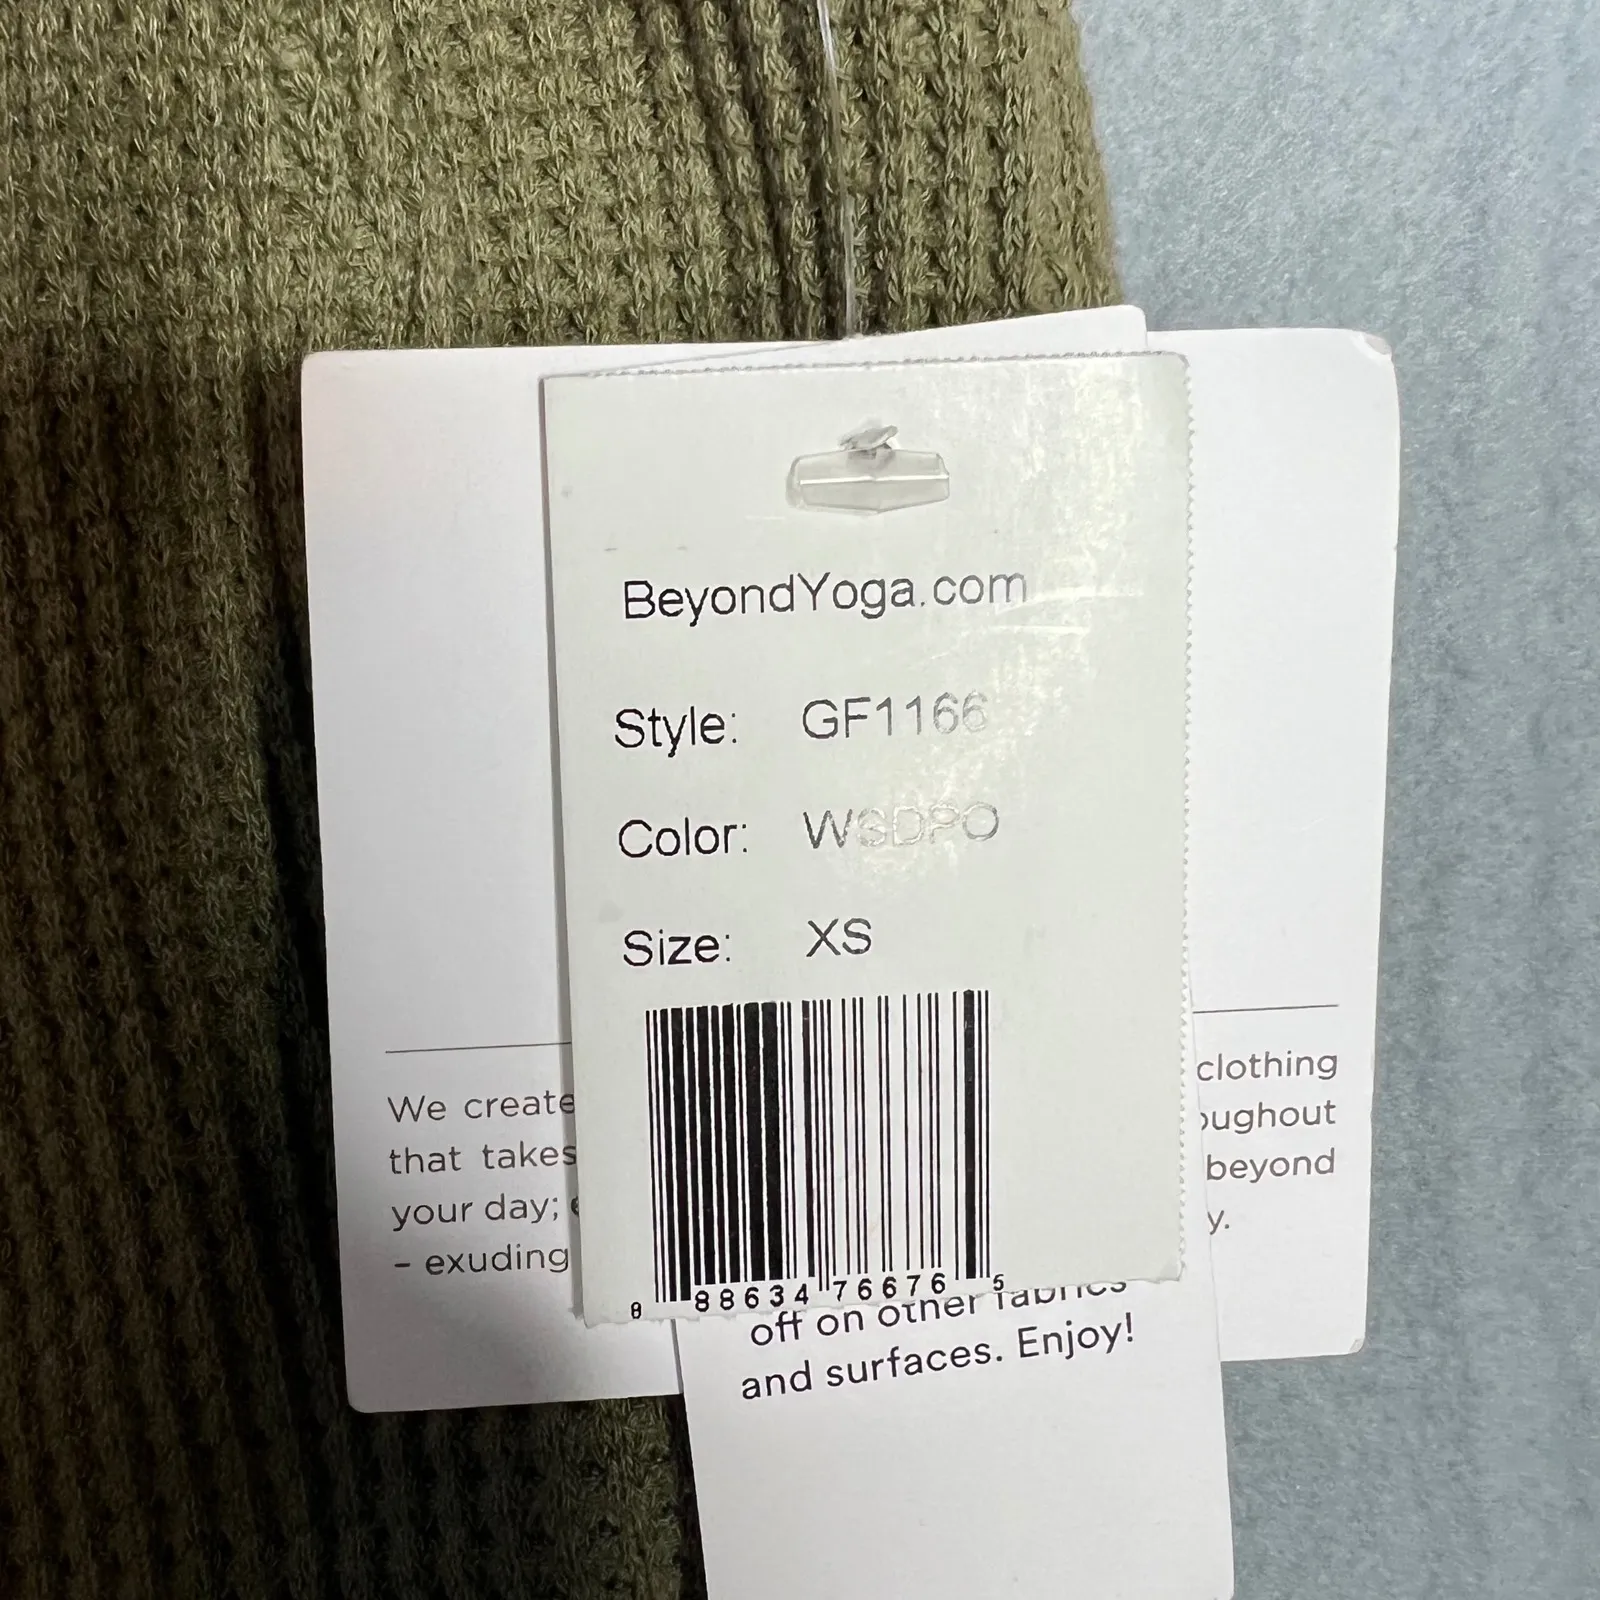 BeyondYoga.com
Style: GF1166
Color: WSDPO
Size: XS
8 88634 76676 5
We create
that takes
your day;
– exuding
clothing
oughout
beyond
y.
off on other fabrics
and surfaces. Enjoy!